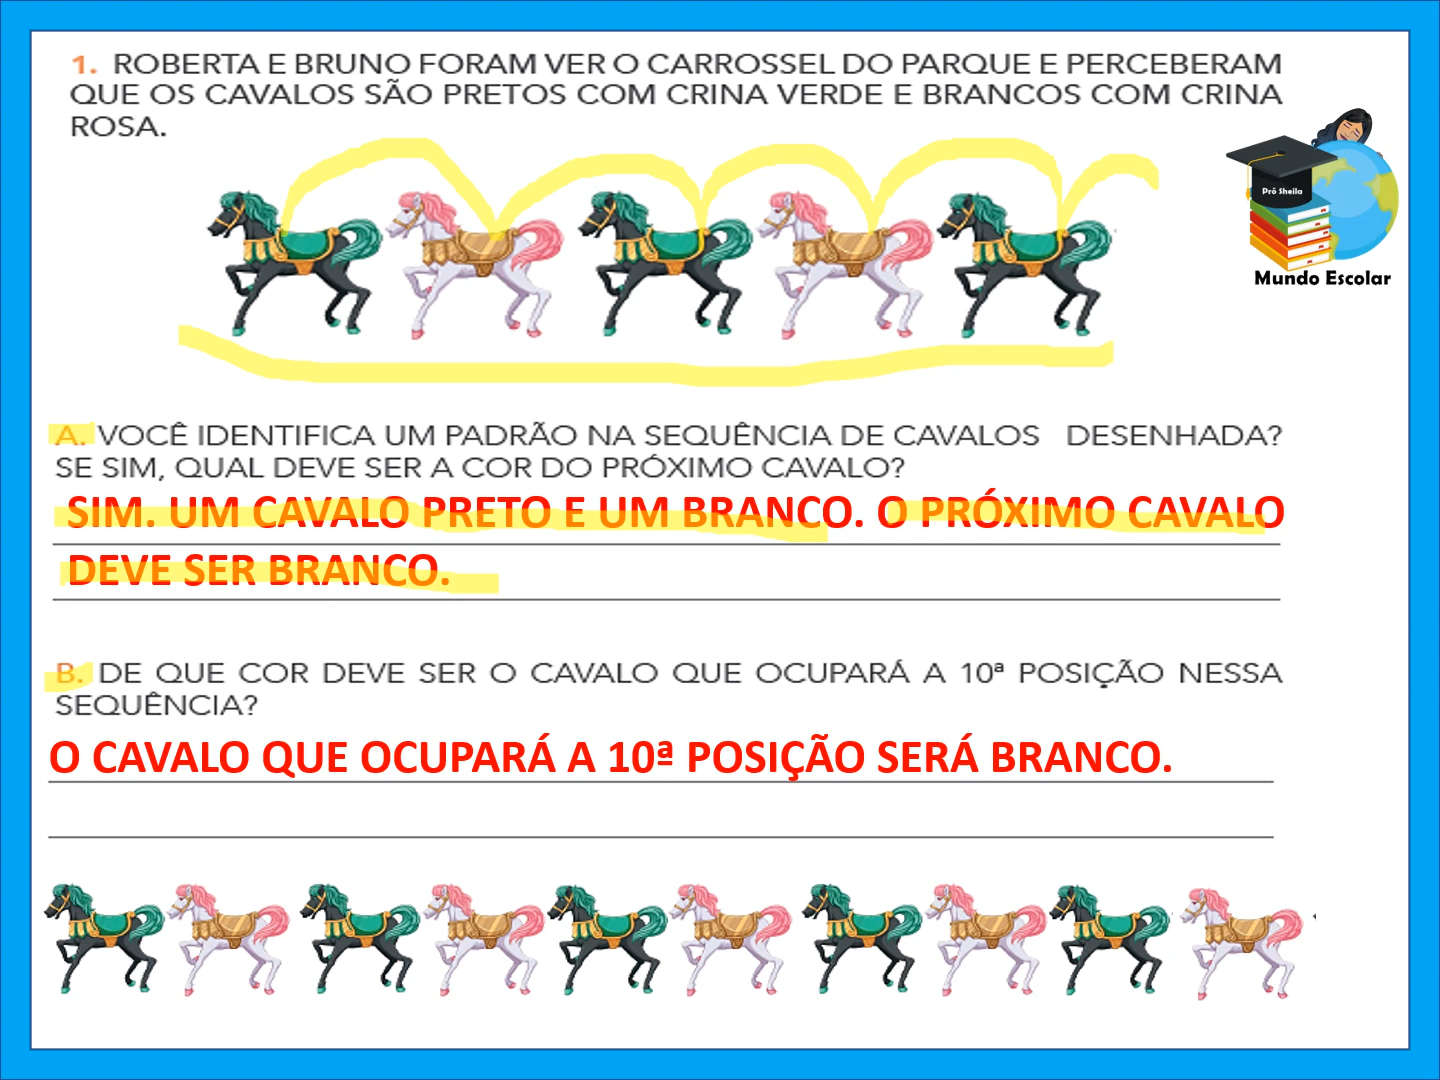 1. ROBERTA E BRUNO FORAM VER O CARROSSEL DO PARQUE E PERCEBERAM
QUE OS CAVALOS SÃO PRETOS COM CRINA VERDE E BRANCOS COM CRINA
ROSA.
Prô Sheila
Mundo Escolar
A. VOCÊ IDENTIFICA UM PADRÃO NA SEQUÊNCIA DE CAVALOS DESENHADA?
SE SIM, QUAL DEVE SER A COR DO PRÓXIMO CAVALO?
SIM. UM CAVALO PRETO E UM BRANCO. O PRÓXIMO CAVALO
DEVE SER BRANCO.
B. DE QUE COR DEVE SER O CAVALO QUE OCUPARÁ A 10ª POSIÇÃO NESSA
SEQUÊNCIA?
O CAVALO QUE OCUPARÁ A 10ª POSIÇÃO SERÁ BRANCO.